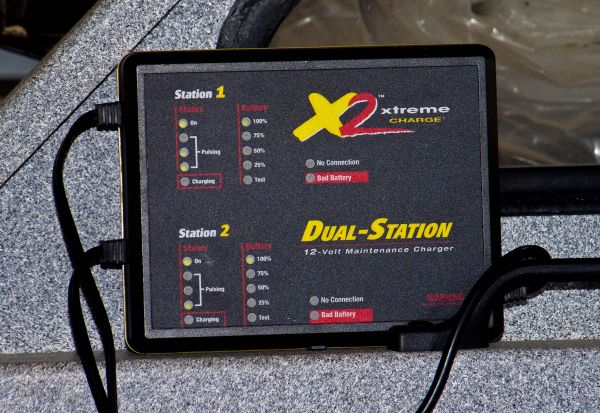 Station 1
Status
On
Pulsing
Charging
Battery
100%
75%
50%
25%
Test
X2™ xtreme
CHARGE®
No Connection
Bad Battery
Station 2
Status
On
Pulsing
Charging
Battery
100%
75%
50%
25%
Test
DUAL-STATION
12-Volt Maintenance Charger
No Connection
Bad Battery
WARNING